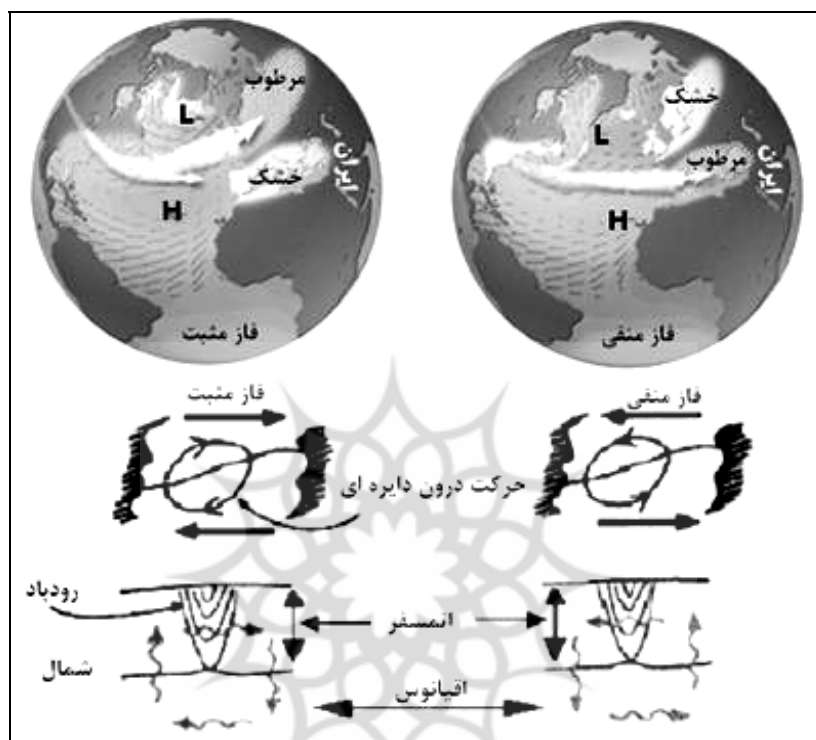 مرطوب
L
خشک
ایران
H
فاز مثبت
خشک
L
مرطوب
ایران
H
فاز منفی
فاز مثبت
فاز منفی
حرکت درون دایره ای
رودباد
اتمسفر
شمال
اقیانوس